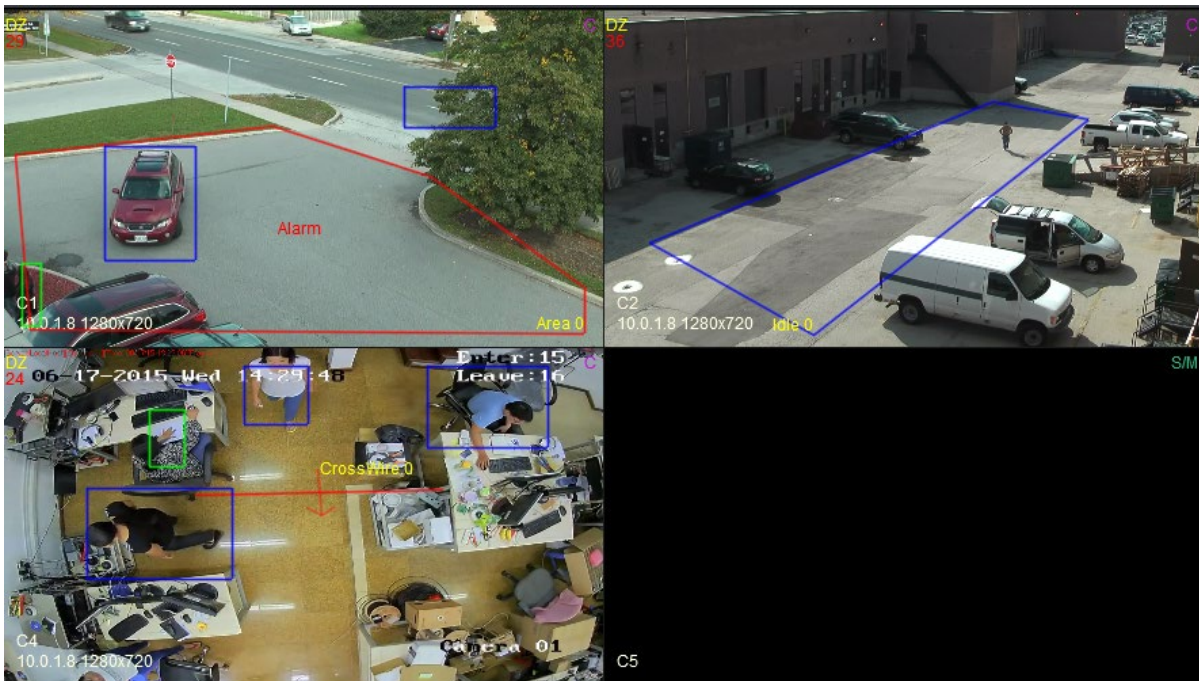 DZ
29
C
STOP
Alarm
C1
10.0.1.8 1280x720
Area 0
DZ
36
C
C2
10.0.1.8 1280x720
Idle 0
DZ
24
06-17-2015 Wed 14:29:48
Enter:15
Leave:16
C
CrossWire 0
C4
10.0.1.8 1280x720
Camera 01
S/M
C5